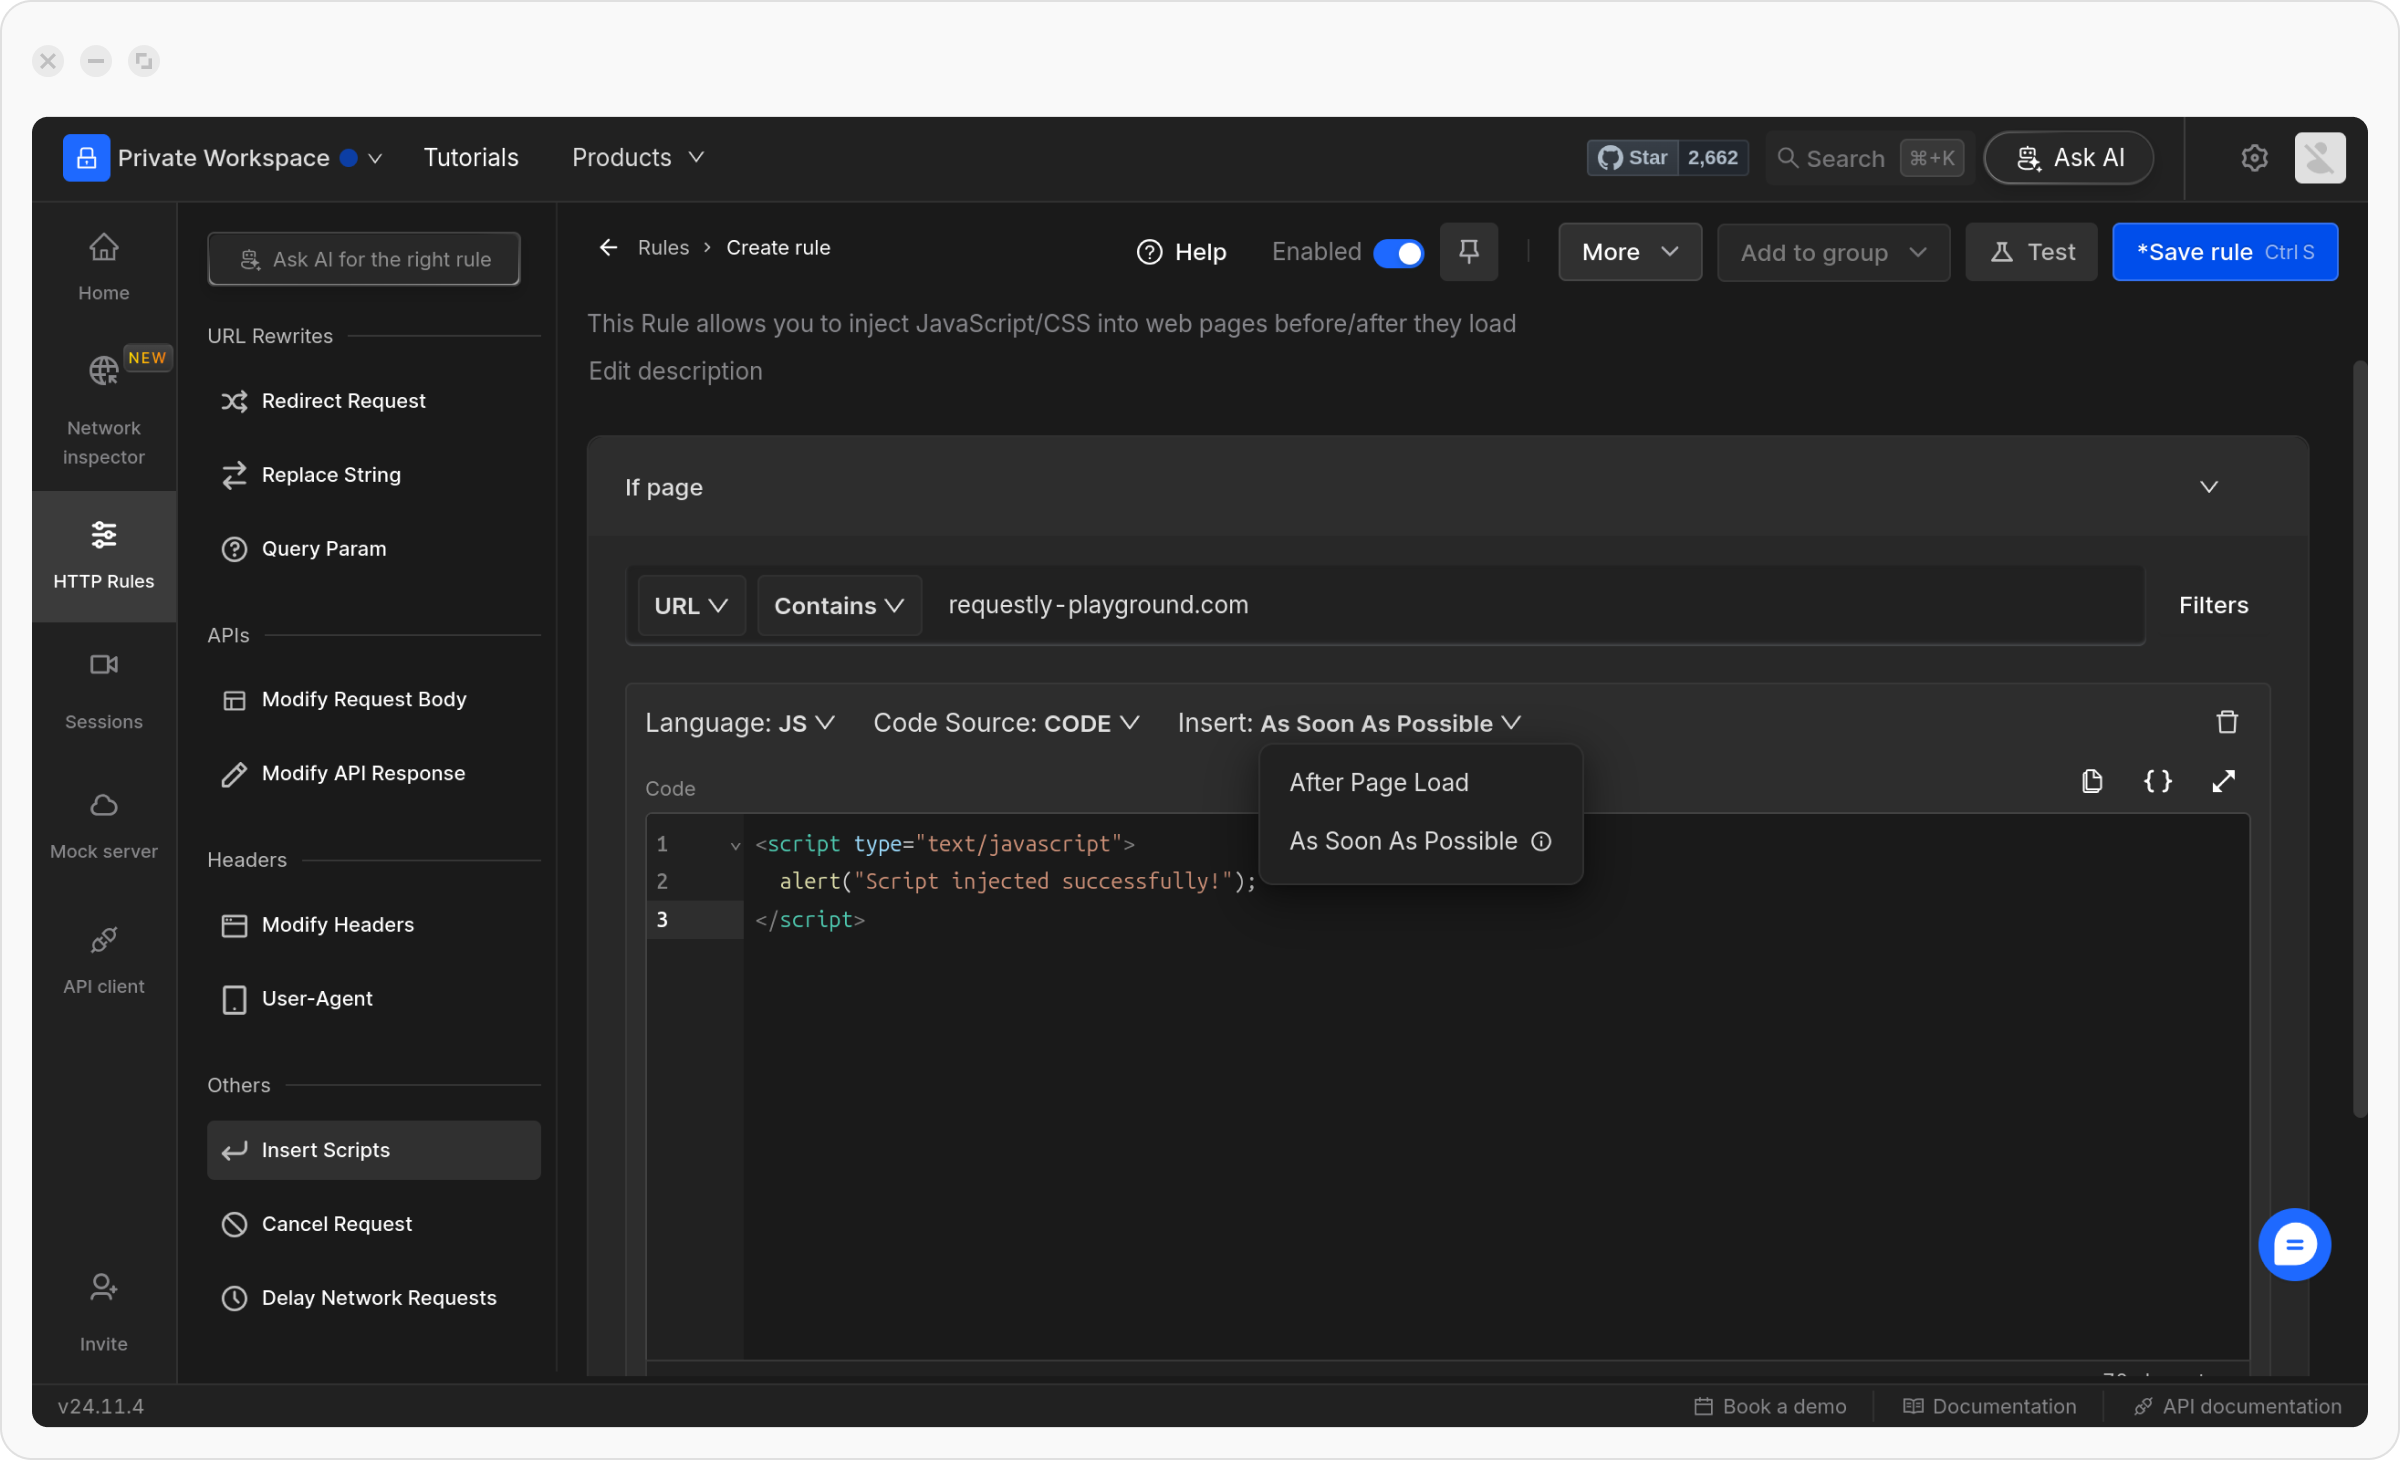 Private Workspace
Tutorials
Products
Star 2,662
Search ⌘+K
Ask AI
Home
NEW
Network
inspector
HTTP Rules
Sessions
Mock server
API client
Invite
Ask AI for the right rule
URL Rewrites
Redirect Request
Replace String
Query Param
APIs
Modify Request Body
Modify API Response
Headers
Modify Headers
User-Agent
Others
Insert Scripts
Cancel Request
Delay Network Requests
Rules > Create rule
Help
Enabled
More
Add to group
Test
*Save rule Ctrl S
This Rule allows you to inject JavaScript/CSS into web pages before/after they load
Edit description
If page
URL
Contains
requestly-playground.com
Filters
Language: JS
Code Source: CODE
Insert: As Soon As Possible
After Page Load
As Soon As Possible
Code
{ }
1 <script type="text/javascript">
2 alert("Script injected successfully!");
3 </script>
v24.11.4
Book a demo
Documentation
API documentation